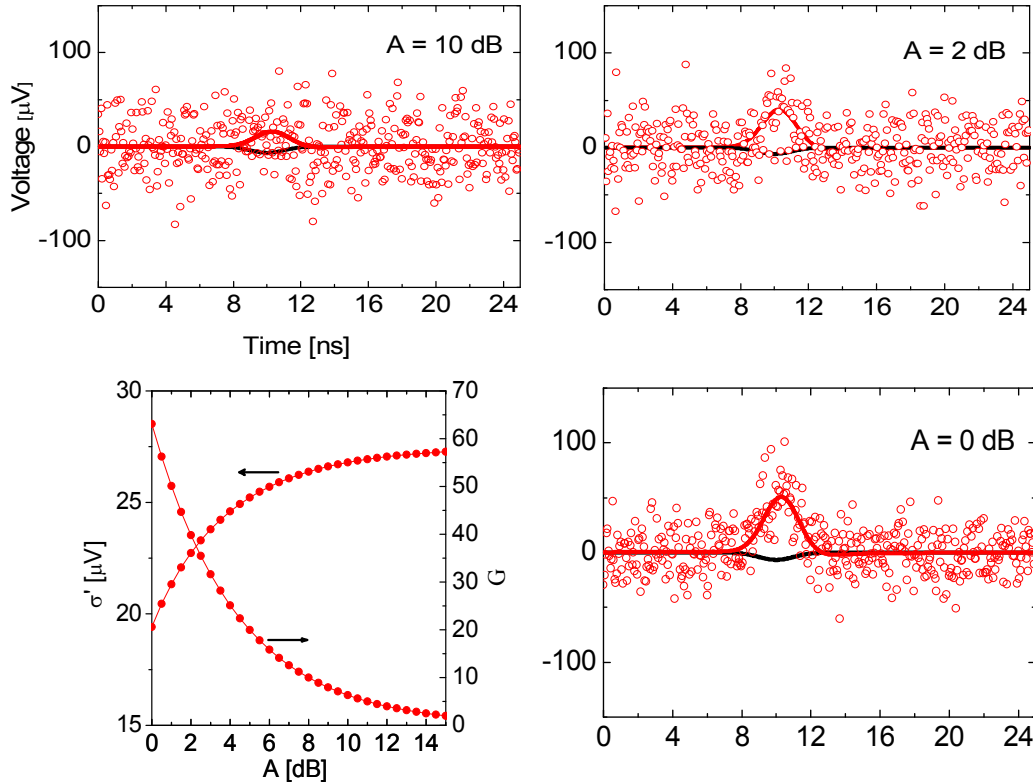 100
0
-100
Voltage [µV]
A = 10 dB
0 4 8 12 16 20 24
Time [ns]
100
0
-100
A = 2 dB
0 4 8 12 16 20 24
30
25
20
15
σ' [µV]
70
60
50
40
30
20
10
0
G
0 2 4 6 8 10 12 14
A [dB]
100
0
-100
A = 0 dB
0 4 8 12 16 20 24